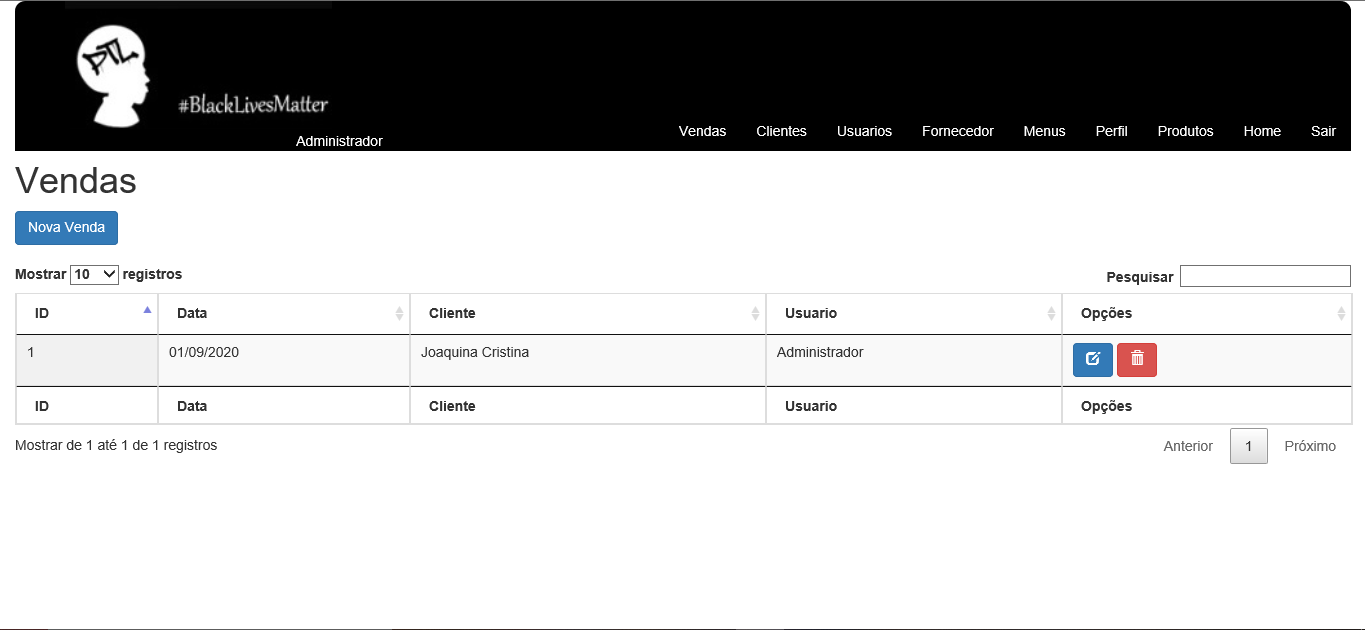 PTL
#BlackLivesMatter
Administrador
Vendas Clientes Usuarios Fornecedor Menus Perfil Produtos Home Sair
Vendas
Nova Venda
Mostrar 10 registros
Pesquisar
ID Data Cliente Usuario Opções
1 01/09/2020 Joaquina Cristina Administrador
ID Data Cliente Usuario Opções
Mostrar de 1 até 1 de 1 registros
Anterior 1 Próximo